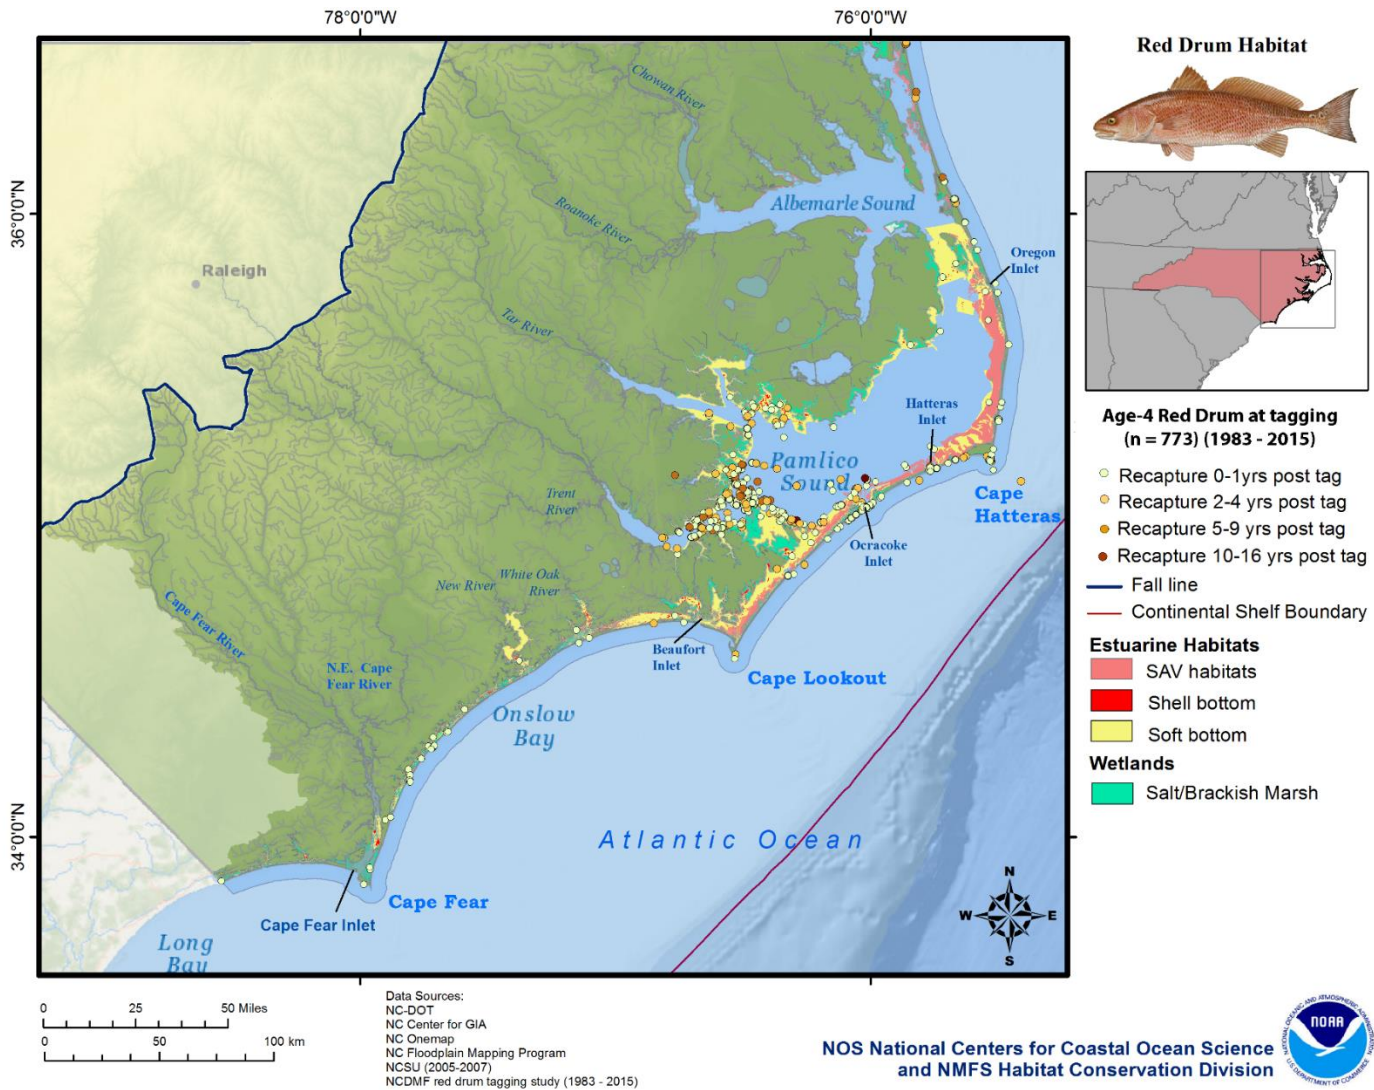 78°0'0"W
76°0'0"W
36°0'0"N
34°0'0"N
Chowan River
Roanoke River
Albemarle Sound
Raleigh
Oregon
Inlet
Tar River
Hatteras
Inlet
Pamlico
Sound
Cape
Hatteras
Trent
River
Ocracoke
Inlet
White Oak
River
New River
Cape Fear River
Beaufort
Inlet
N.E. Cape
Fear River
Cape Lookout
Onslow
Bay
Atlantic Ocean
Cape Fear
Cape Fear Inlet
Long
Bay
N
W
E
S
Red Drum Habitat
Age-4 Red Drum at tagging
(n = 773) (1983 - 2015)
Recapture 0-1yrs post tag
Recapture 2-4 yrs post tag
Recapture 5-9 yrs post tag
Recapture 10-16 yrs post tag
Fall line
Continental Shelf Boundary
Estuarine Habitats
SAV habitats
Shell bottom
Soft bottom
Wetlands
Salt/Brackish Marsh
0 25 50 Miles
0 50 100 km
Data Sources:
NC-DOT
NC Center for GIA
NC Onemap
NC Floodplain Mapping Program
NCSU (2005-2007)
NCDMF red drum tagging study (1983 - 2015)
NOS National Centers for Coastal Ocean Science
and NMFS Habitat Conservation Division
NATIONAL OCEANIC AND ATMOSPHERIC ADMINISTRATION
NOAA
U.S. DEPARTMENT OF COMMERCE